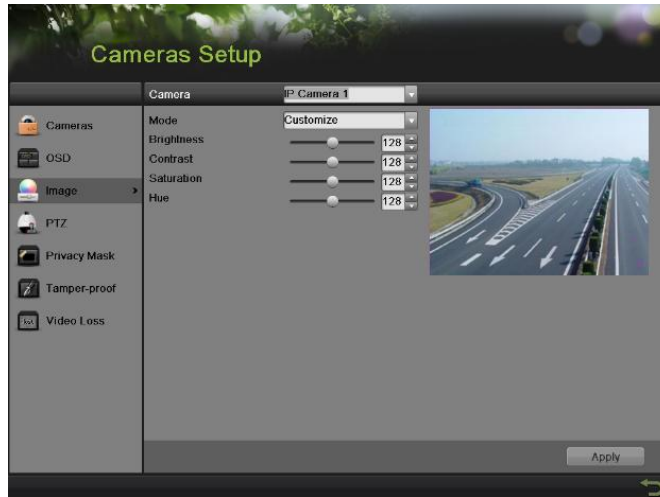 Cameras Setup
Camera IP Camera 1
Cameras
OSD
Image
PTZ
Privacy Mask
Tamper-proof
Video Loss
Mode Customize
Brightness 128
Contrast 128
Saturation 128
Hue 128
Apply